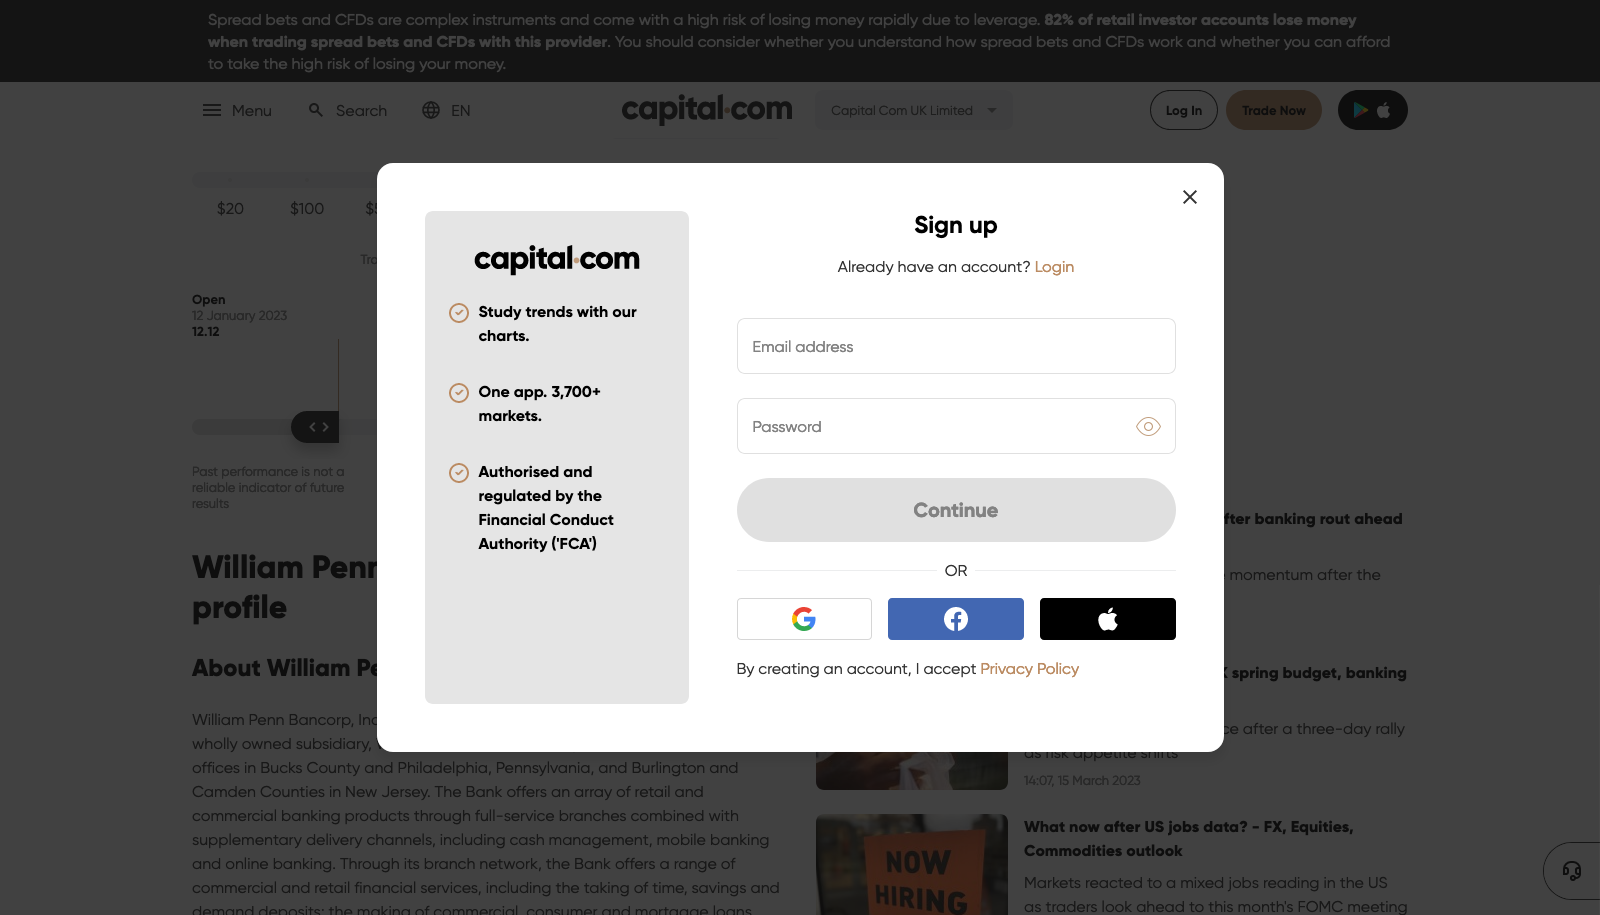 Spread bets and CFDs are complex instruments and come with a high risk of losing money rapidly due to leverage. 82% of retail investor accounts lose money
when trading spread bets and CFDs with this provider. You should consider whether you understand how spread bets and CFDs work and whether you can afford
to take the high risk of losing your money.
Menu
Search
EN
capital.com
Capital Com UK Limited
Log In
Trade Now
$20
$100
Open
12 January 2023
12.12
Past performance is not a
reliable indicator of future
results
William Penn
profile
About William
William Penn Bancorp, Inc
wholly owned subsidiary,
offices in Bucks County and Philadelphia, Pennsylvania, and Burlington and
Camden Counties in New Jersey. The Bank offers an array of retail and
commercial banking products through full-service branches combined with
supplementary delivery channels, including cash management, mobile banking
and online banking. Through its branch network, the Bank offers a range of
commercial and retail financial services, including the taking of time, savings and
demand deposits; the making of commercial, consumer and mortgage loans
capital.com
Study trends with our
charts.
One app. 3,700+
markets.
Authorised and
regulated by the
Financial Conduct
Authority ('FCA')
Sign up
Already have an account? Login
Email address
Password
Continue
OR
By creating an account, I accept Privacy Policy
after banking rout ahead
momentum after the
spring budget, banking
after a three-day rally
as risk appetite shifts
14:07, 15 March 2023
NOW
HIRING
What now after US jobs data? - FX, Equities,
Commodities outlook
Markets reacted to a mixed jobs reading in the US
as traders look ahead to this month's FOMC meeting